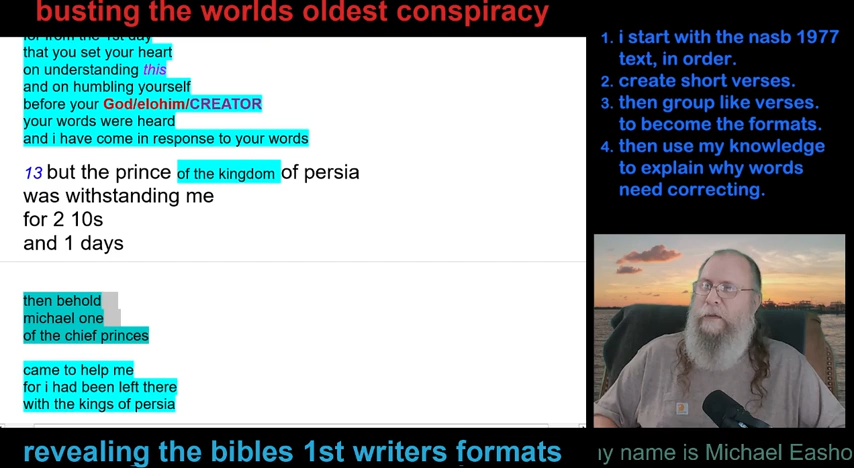 busting the worlds oldest conspiracy
for from the 1st day
that you set your heart
on understanding this
and on humbling yourself
before your God/elohim/CREATOR
your words were heard
and i have come in response to your words
13 but the prince of the kingdom of persia
was withstanding me
for 2 10s
and 1 days
then behold
michael one
of the chief princes
came to help me
for i had been left there
with the kings of persia
1. i start with the nasb 1977
text, in order.
2. create short verses.
3. then group like verses.
to become the formats.
4. then use my knowledge
to explain why words
need correcting.
revealing the bibles 1st writers formats
name is Michael Easho